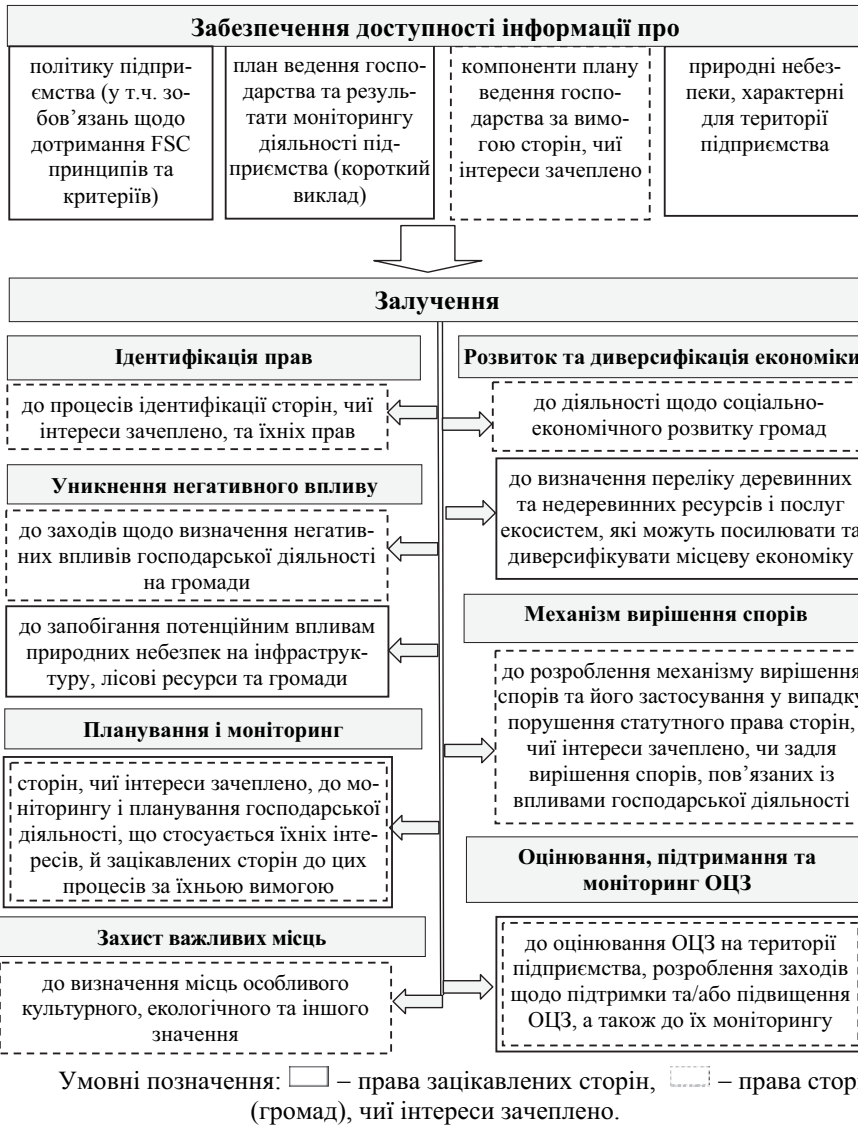 Забезпечення доступності інформації про
політику підпри-
ємства (у т.ч. зо-
бов’язань щодо
дотримання FSC
принципів та
критеріїв)
план ведення госпо-
дарства та резуль-
тати моніторингу
діяльності під-
приємства (короткий
виклад)
компоненти плану
ведення госпо-
дарства за вимо-
гою сторін, чиї
інтереси зачеплено
природні небез-
пеки, характерні
для території
підприємства
Залучення
Ідентифікація прав
до процесів ідентифікації сторін, чиї
інтереси зачеплено, та їхніх прав
Уникнення негативного впливу
до заходів щодо визначення негатив-
них впливів господарської діяльності
на громади
до запобігання потенційним впливам
природних небезпек на інфраструк-
туру, лісові ресурси та громади
Планування і моніторинг
сторін, чиї інтереси зачеплено, до мо-
ніторингу і планування господарської
діяльності, що стосуається їхніх інте-
ресів, й зацікавлених сторін до цих
процесів за їхньою вимогою
Захист важливих місць
до визначення місць особливого
культурного, екологічного та іншого
значення
Розвиток та диверсифікація економіки
до діяльності щодо соціально-
економічного розвитку громад
до визначення переліку деревинних
та недеревинних ресурсів і послуг
екосистем, які можуть посилювати та
диверсифікувати місцеву економіку
Механізм вирішення спорів
до розроблення механізму вирішення
спорів та його застосування у випадку
порушення статутного права сторін,
чиї інтереси зачеплено, чи задля
вирішення спорів, пов’язаних із
впливами господарської діяльності
Оцінювання, підтримання та
моніторинг ОЦЗ
до оцінювання ОЦЗ на території
підприємства, розроблення заходів
щодо підтримки та/або підвищення
ОЦЗ, а також до їх моніторингу
Умовні позначення: – права зацікавлених сторін, – права сторі
(громад), чиї інтереси зачеплено.